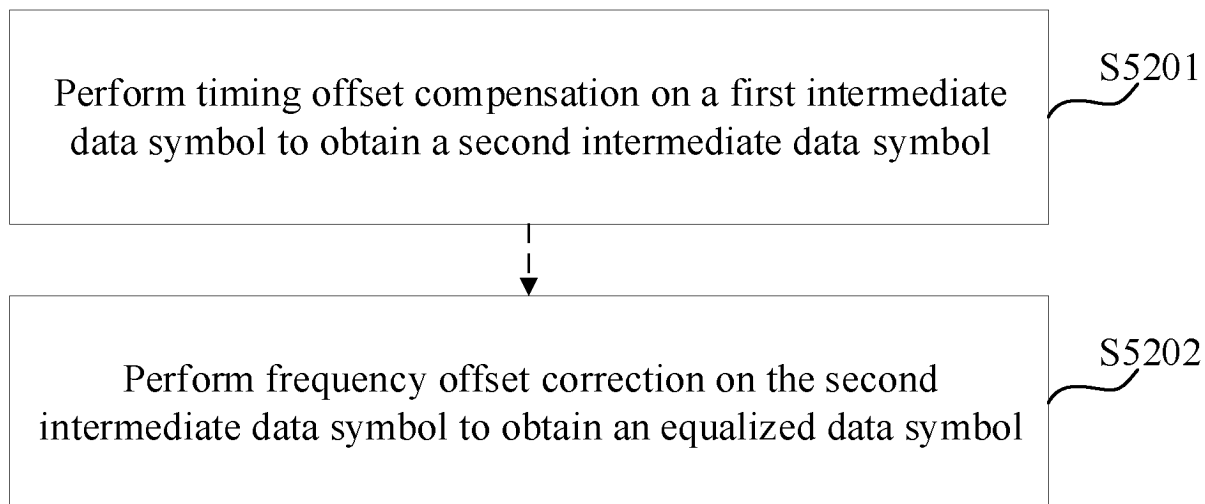 Perform timing offset compensation on a first intermediate
data symbol to obtain a second intermediate data symbol
S5201
Perform frequency offset correction on the second
intermediate data symbol to obtain an equalized data symbol
S5202